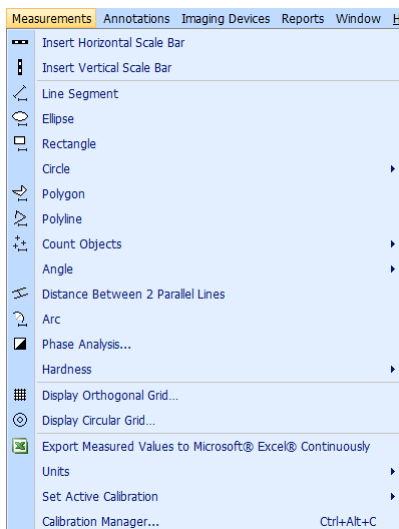 Measurements Annotations Imaging Devices Reports Window H
Insert Horizontal Scale Bar
Insert Vertical Scale Bar
Line Segment
Ellipse
Rectangle
Circle
Polygon
Polyline
Count Objects
Angle
Distance Between 2 Parallel Lines
Arc
Phase Analysis...
Hardness
Display Orthogonal Grid...
Display Circular Grid...
Export Measured Values to Microsoft® Excel® Continuously
Units
Set Active Calibration
Calibration Manager... Ctrl+Alt+C